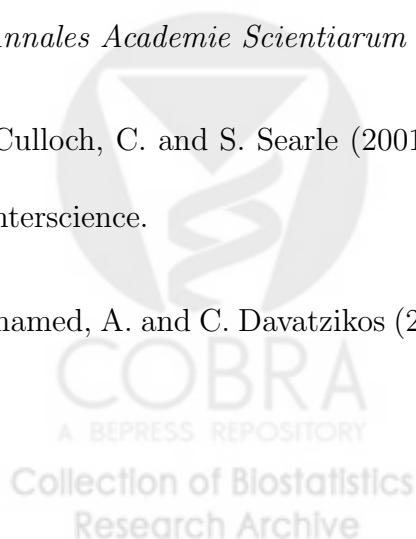 nnales Academie Scientiarum
Culloch, C. and S. Searle (2001
nterscience.
hamed, A. and C. Davatzikos (2
COBRA
A BEPRESS REPOSITORY
Collection of Biostatistics
Research Archive